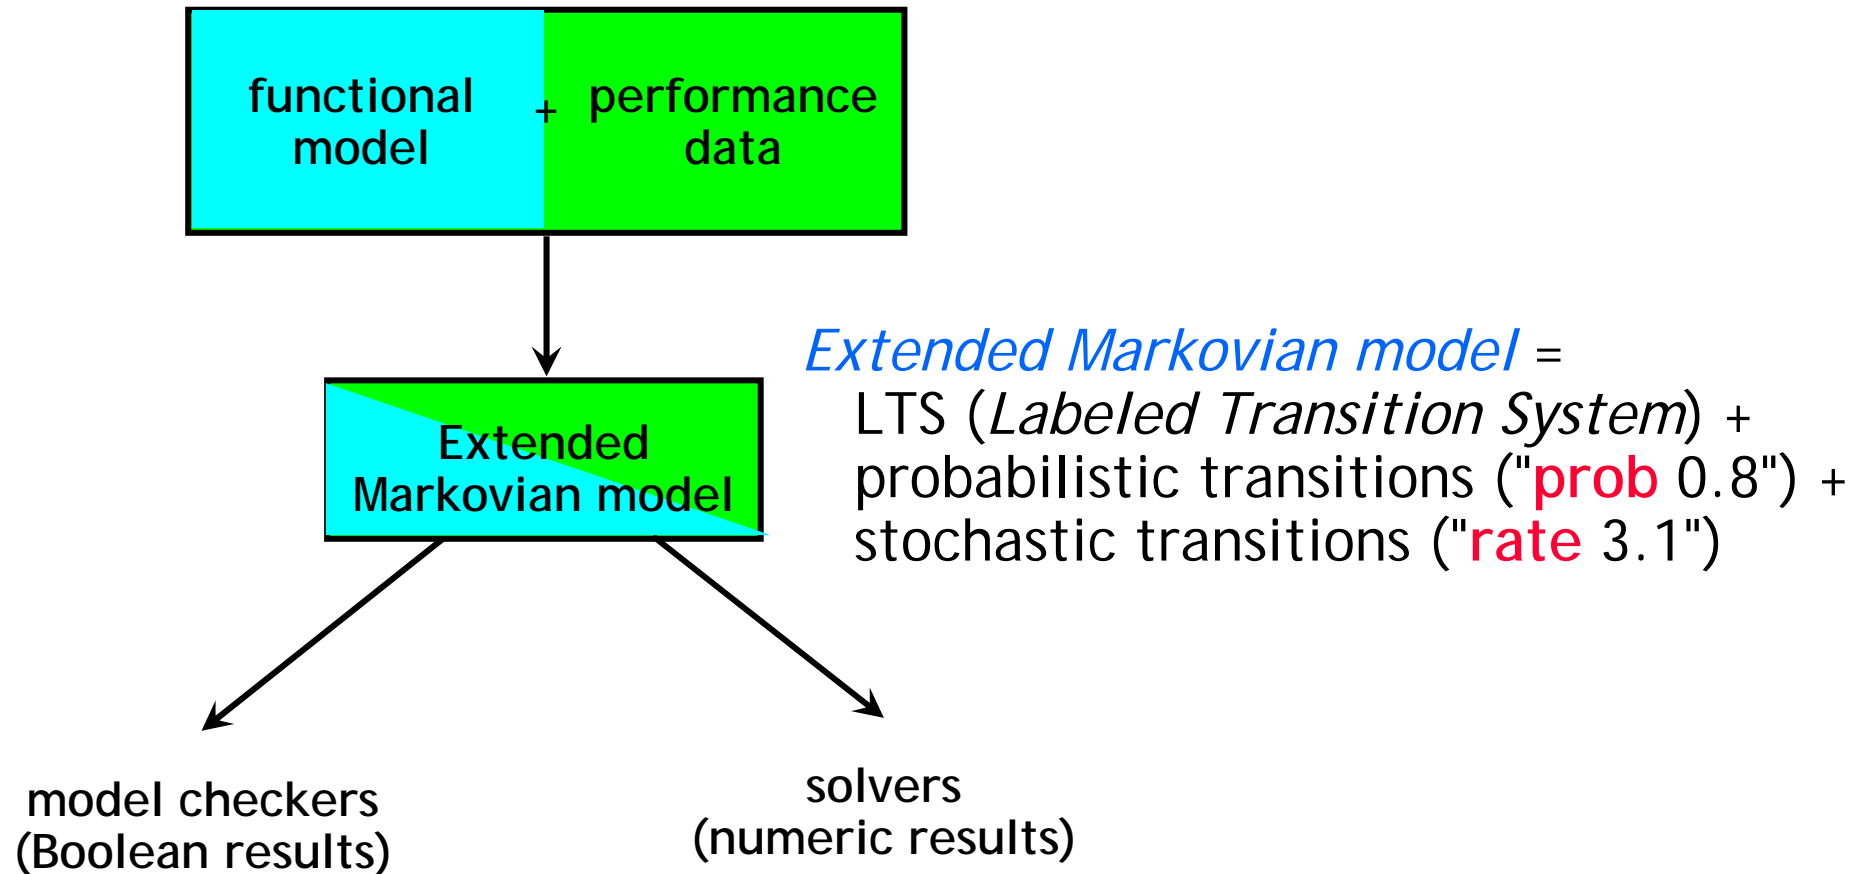 functional
model
+
performance
data
Extended
Markovian model
Extended Markovian model =
LTS (Labeled Transition System) +
probabilistic transitions ("prob 0.8") +
stochastic transitions ("rate 3.1")
model checkers
(Boolean results)
solvers
(numeric results)